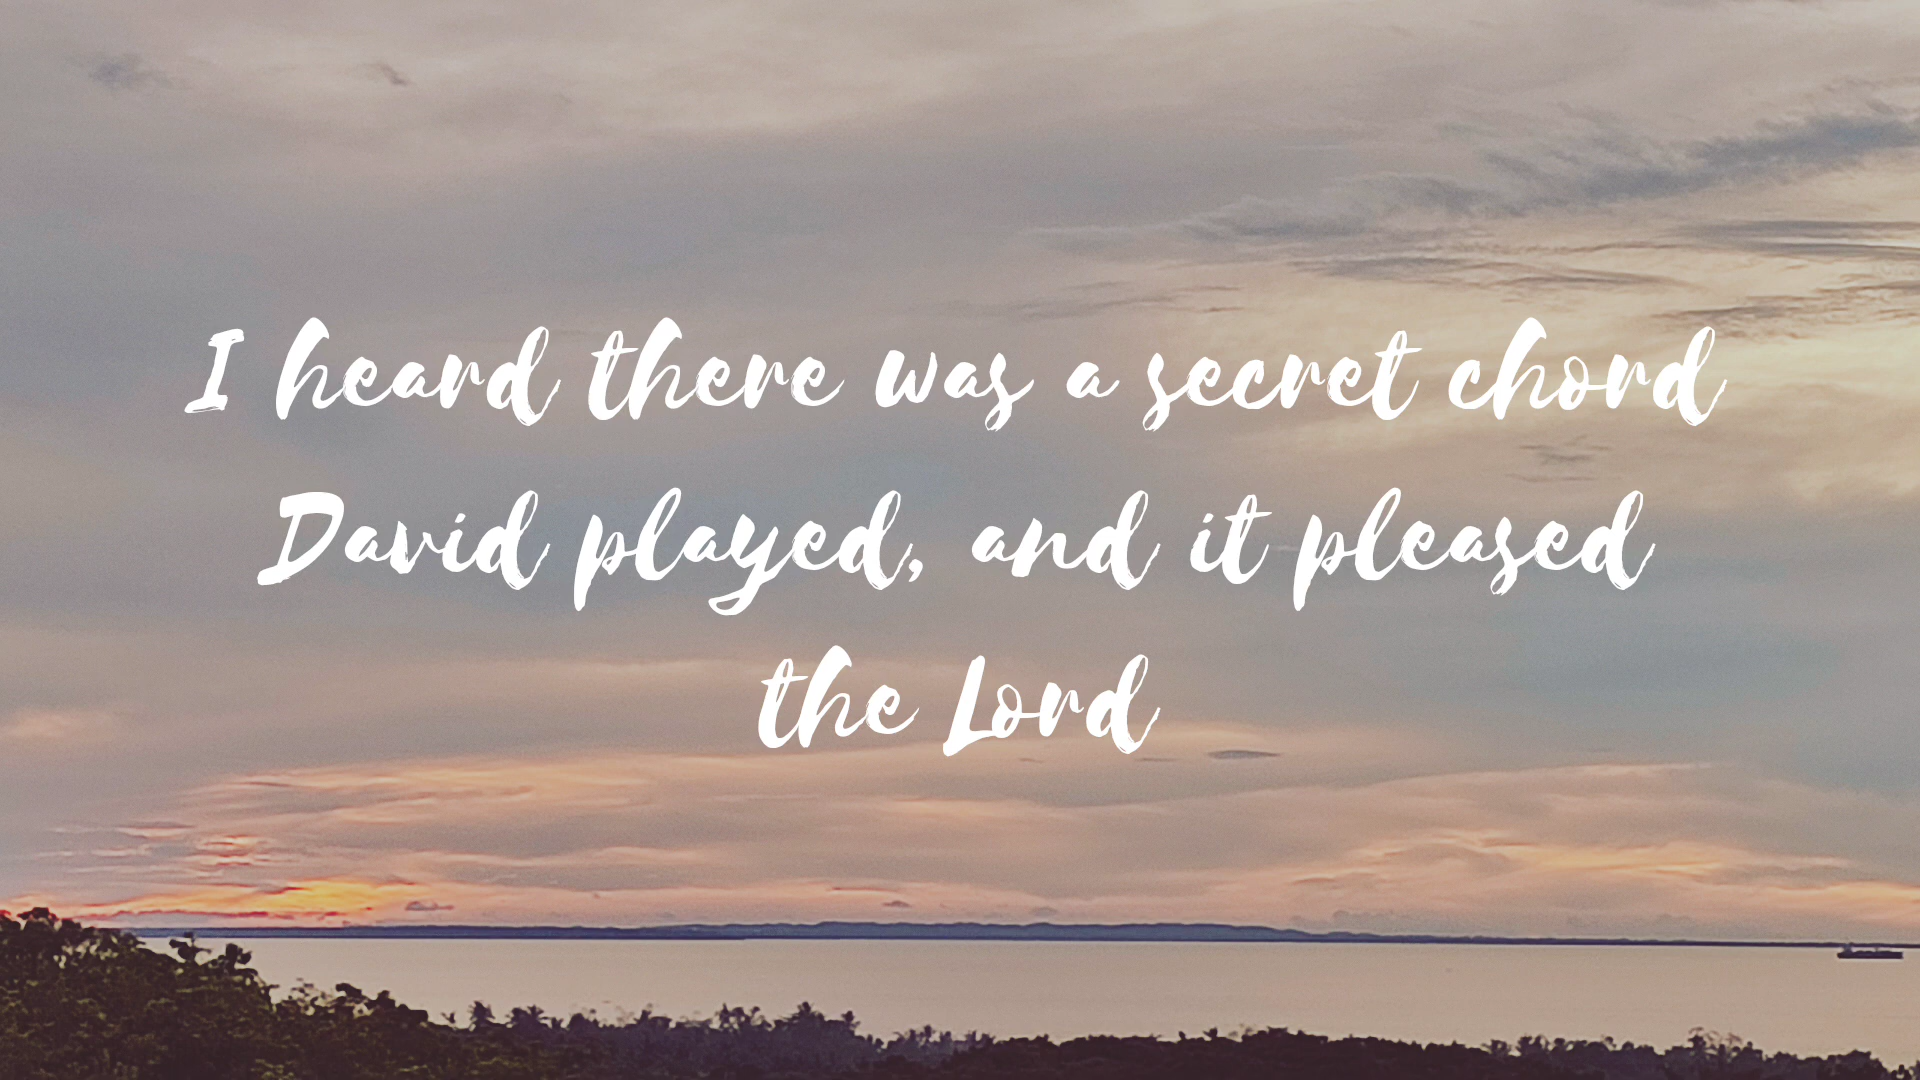 I heard there was a secret chord
David played, and it pleased
the Lord